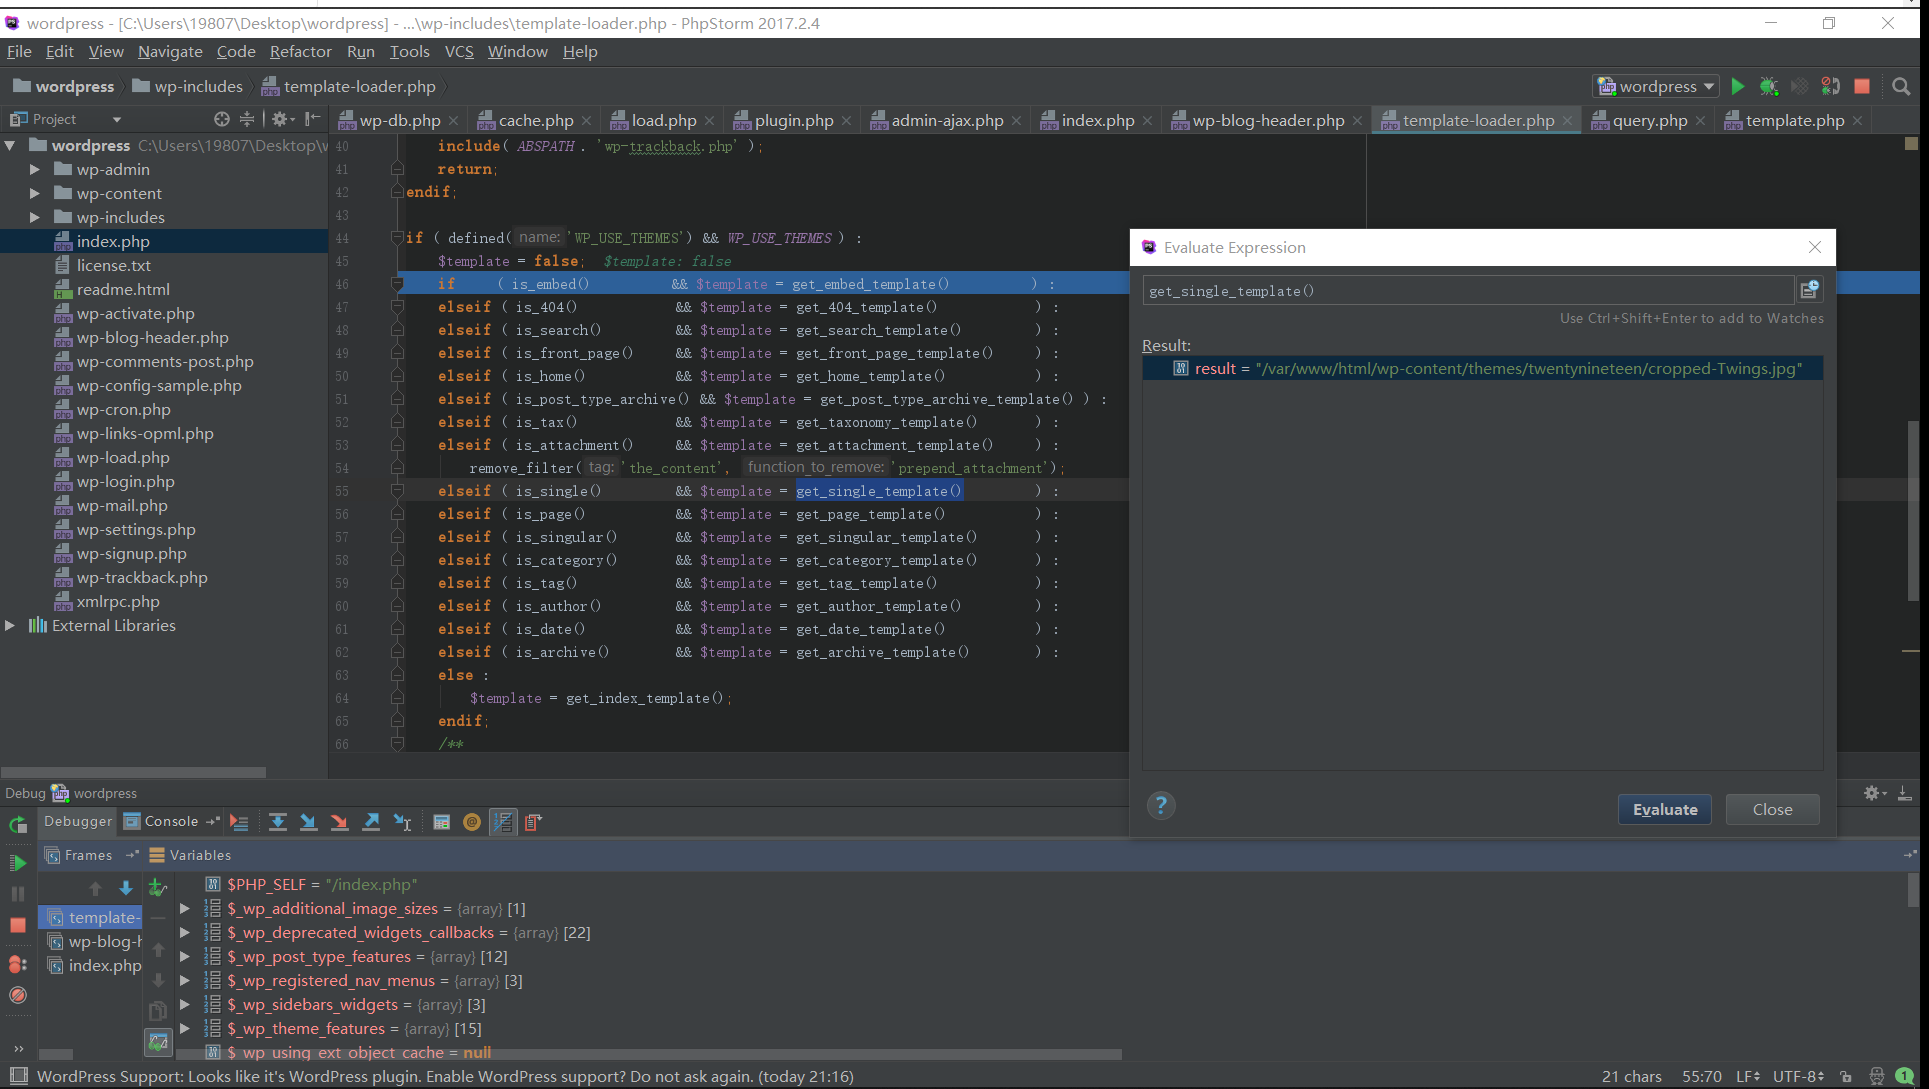 wordpress - [C:\Users\19807\Desktop\wordpress] - ...\wp-includes\template-loader.php - PhpStorm 2017.2.4
File Edit View Navigate Code Refactor Run Tools VCS Window Help
wordpress wp-includes template-loader.php wordpress
Project
wp-db.php cache.php load.php plugin.php admin-ajax.php index.php wp-blog-header.php template-loader.php query.php template.php
wordpress C:\Users\19807\Desktop\w
wp-admin
wp-content
wp-includes
index.php
license.txt
readme.html
wp-activate.php
wp-blog-header.php
wp-comments-post.php
wp-config-sample.php
wp-cron.php
wp-links-opml.php
wp-load.php
wp-login.php
wp-mail.php
wp-settings.php
wp-signup.php
wp-trackback.php
xmlrpc.php
External Libraries
40 include( ABSPATH . 'wp-trackback.php' );
41 return;
42 endif;
43
44 if ( defined( name: 'WP_USE_THEMES') && WP_USE_THEMES ) :
45 $template = false; $template: false
46 if ( is_embed() && $template = get_embed_template() ) :
47 elseif ( is_404() && $template = get_404_template() ) :
48 elseif ( is_search() && $template = get_search_template() ) :
49 elseif ( is_front_page() && $template = get_front_page_template() ) :
50 elseif ( is_home() && $template = get_home_template() ) :
51 elseif ( is_post_type_archive() && $template = get_post_type_archive_template() ) :
52 elseif ( is_tax() && $template = get_taxonomy_template() ) :
53 elseif ( is_attachment() && $template = get_attachment_template() ) :
54 remove_filter( tag: 'the_content', function_to_remove: 'prepend_attachment');
55 elseif ( is_single() && $template = get_single_template() ) :
56 elseif ( is_page() && $template = get_page_template() ) :
57 elseif ( is_singular() && $template = get_singular_template() ) :
58 elseif ( is_category() && $template = get_category_template() ) :
59 elseif ( is_tag() && $template = get_tag_template() ) :
60 elseif ( is_author() && $template = get_author_template() ) :
61 elseif ( is_date() && $template = get_date_template() ) :
62 elseif ( is_archive() && $template = get_archive_template() ) :
63 else :
64 $template = get_index_template();
65 endif;
66 /**
Evaluate Expression
get_single_template()
Use Ctrl+Shift+Enter to add to Watches
Result:
result = "/var/www/html/wp-content/themes/twentynineteen/cropped-Twings.jpg"
? Evaluate Close
Debug wordpress
Debugger Console
Frames Variables
template-
wp-blog-h
index.php
$PHP_SELF = "/index.php"
$_wp_additional_image_sizes = {array} [1]
$_wp_deprecated_widgets_callbacks = {array} [22]
$_wp_post_type_features = {array} [12]
$_wp_registered_nav_menus = {array} [3]
$_wp_sidebars_widgets = {array} [3]
$_wp_theme_features = {array} [15]
$_wp_using_ext_object_cache = null
WordPress Support: Looks like it's WordPress plugin. Enable WordPress support? Do not ask again. (today 21:16) 21 chars 55:70 LF UTF-8 1